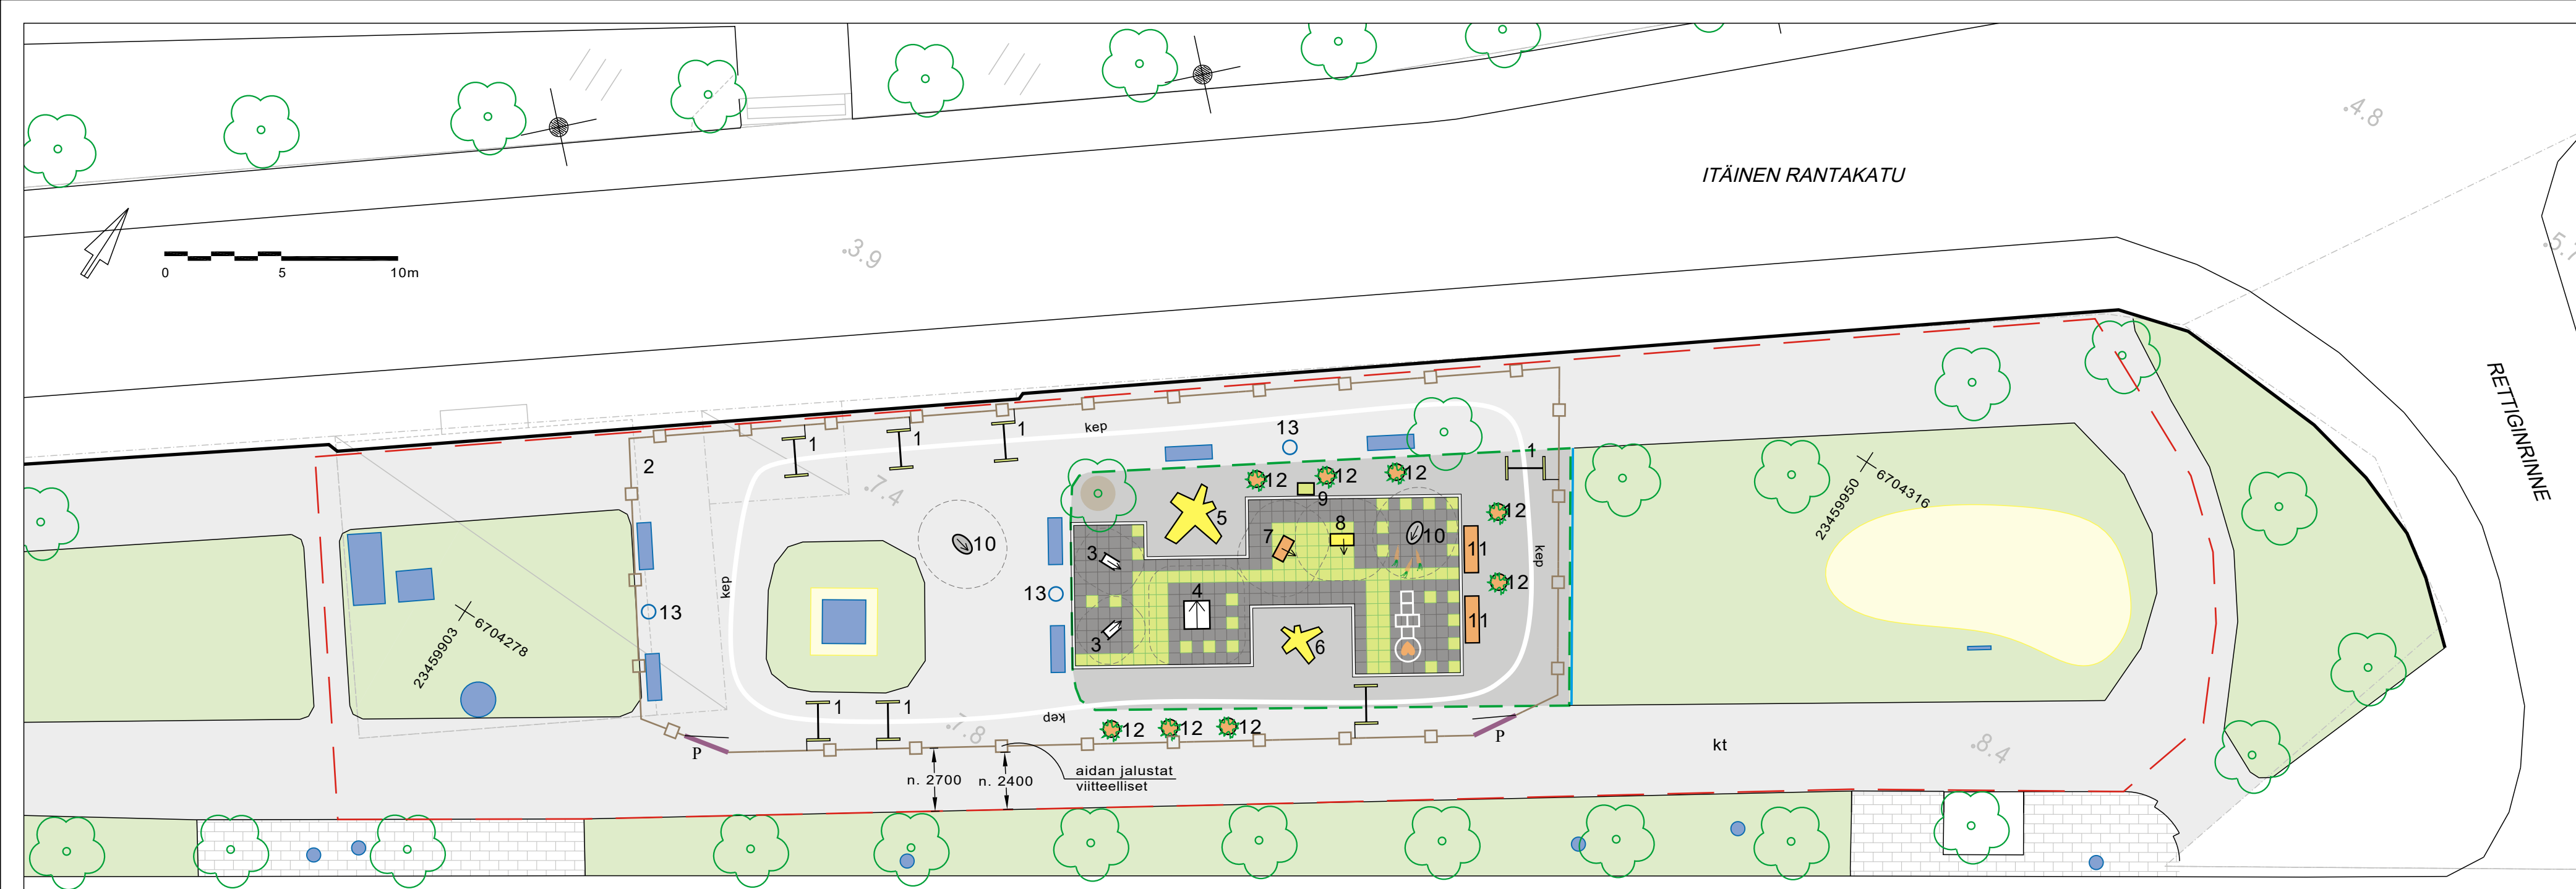 .4.8
ITÄINEN RANTAKATU
.3.9
0 5 10m
RETTIGINRINNE
kep
13
1
1
1
1
2
.7.4
12
12
12
9
5
12
23459950
6704316
10
7
8
10
11
3
kep
kep
13
4
12
13
11
6
3
23459903
6704278
1
1
kep
.7.8
12
12
12
P
P
kt
.8.4
n. 2700
n. 2400
aidan jalustat
viitteelliset